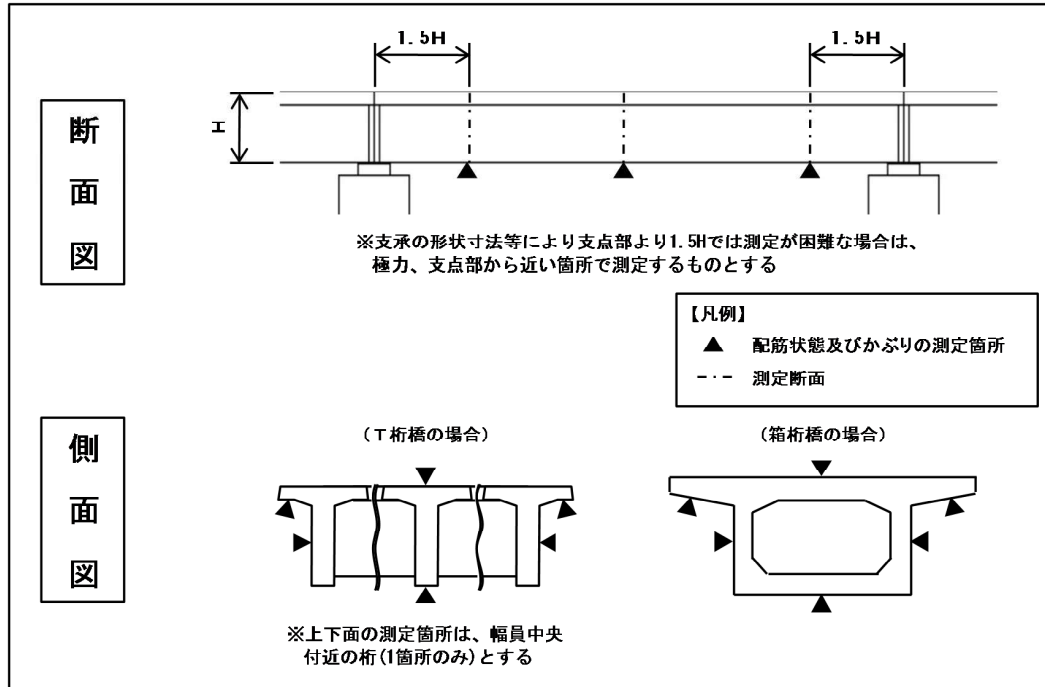 断面図
1.5H
1.5H
H
※支承の形状寸法等により支点部より1.5Hでは測定が困難な場合は、
極力、支点部から近い箇所で測定するものとする
【凡例】
▲ 配筋状態及びかぶりの測定箇所
-・- 測定断面
側面図
(T桁橋の場合)
(箱桁橋の場合)
※上下面の測定箇所は、幅員中央
付近の桁(1箇所のみ)とする